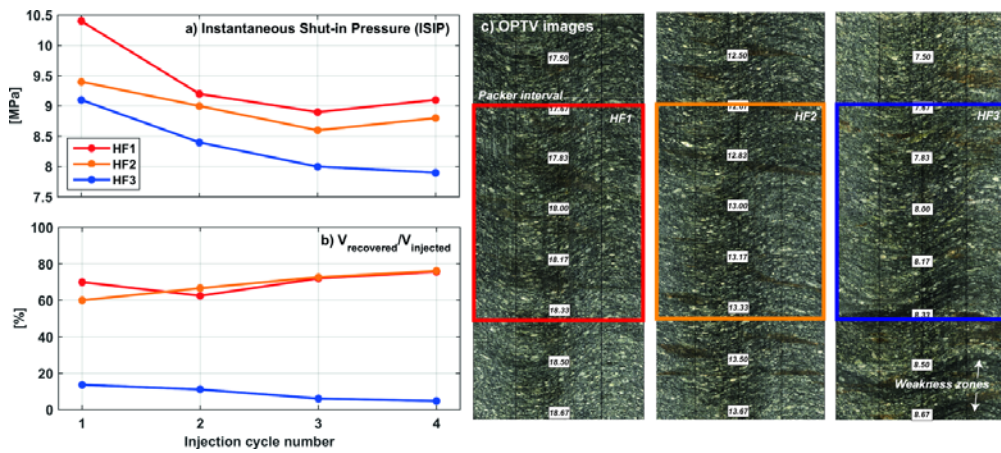 a) Instantaneous Shut-in Pressure (ISIP)
[MPa]
10.5
10
9.5
9
8.5
8
7.5
HF1
HF2
HF3
b) V_recovered/V_injected
[%]
100
80
60
40
20
0
1 2 3 4
Injection cycle number
c) OPTV images
17.50
Packer interval
HF1
17.83
18.00
18.17
18.33
18.50
18.67
12.50
HF2
12.83
13.00
13.17
13.33
13.50
13.67
7.50
7.67
HF3
7.83
8.00
8.17
8.33
8.50
Weakness zones
8.67